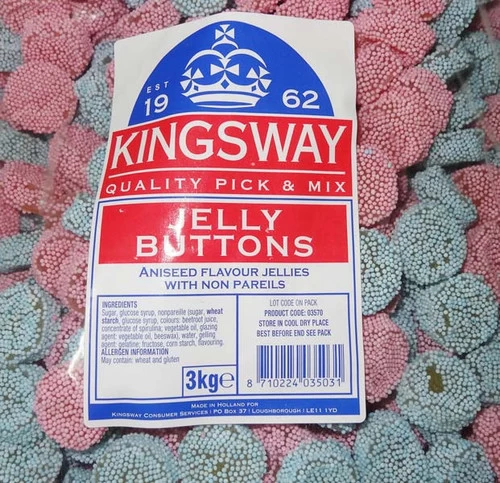 EST
19 62
KINGSWAY
QUALITY PICK & MIX
JELLY
BUTTONS
ANISEED FLAVOUR JELLIES
WITH NON PAREILS
INGREDIENTS
Sugar, glucose syrup, nonpareille (sugar, wheat
starch, glucose syrup, colours: beetroot juice,
concentrate of spirulina; vegetable oil, glazing
agent: vegetable oil, beeswax), water, gelling
agent: gelatine; fructose, corn starch, flavouring.
ALLERGEN INFORMATION
May contain: wheat and gluten
LOT CODE ON PACK
PRODUCT CODE: 03570
STORE IN COOL DRY PLACE
BEST BEFORE END SEE PACK
3kg℮
8 710224 035031
MADE IN HOLLAND FOR
KINGSWAY CONSUMER SERVICES | PO BOX 37 | LOUGHBOROUGH | LE11 1YD